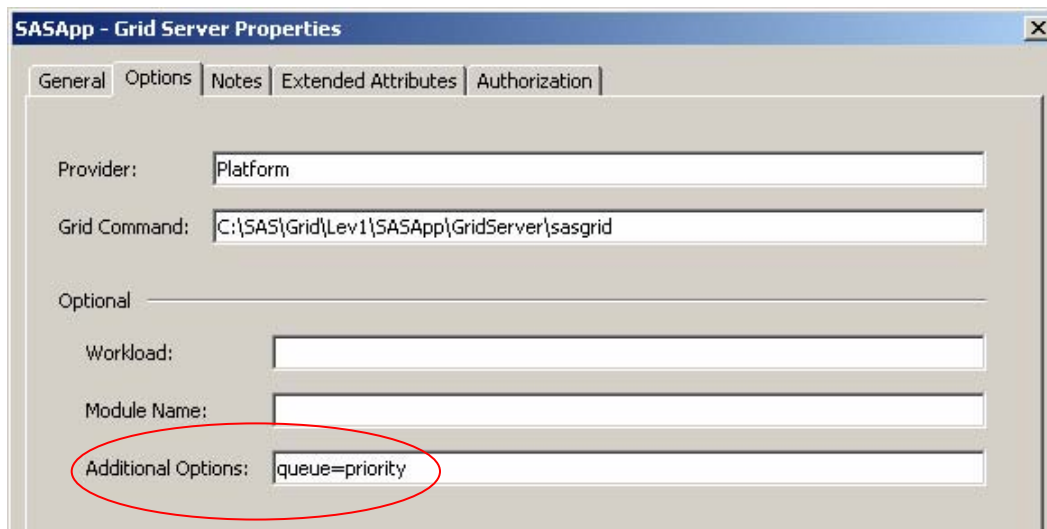 SASApp - Grid Server Properties
General Options Notes Extended Attributes Authorization
Provider: Platform
Grid Command: C:\SAS\Grid\Lev1\SASApp\GridServer\sasgrid
Optional
Workload:
Module Name:
Additional Options: queue=priority